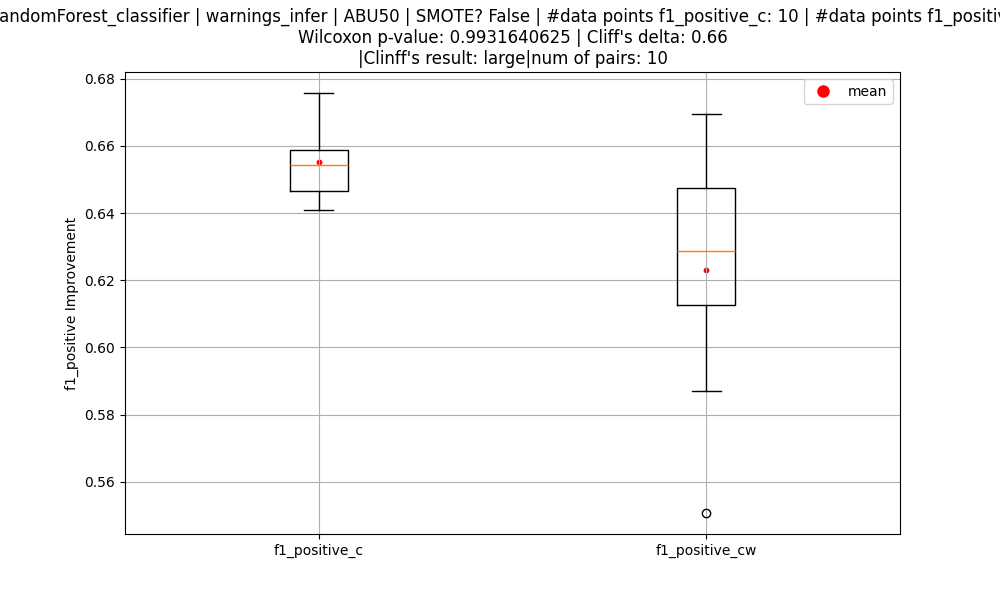 andomForest_classifier | warnings_infer | ABU50 | SMOTE? False | #data points f1_positive_c: 10 | #data points
Wilcoxon p-value: 0.9931640625 | Cliff's delta: 0.66
|Clinff's result: large|num of pairs: 10
mean
0.68
0.66
0.64
0.62
0.60
0.58
0.56
f1_positive Improvement
f1_positive_c
f1_positive_cw